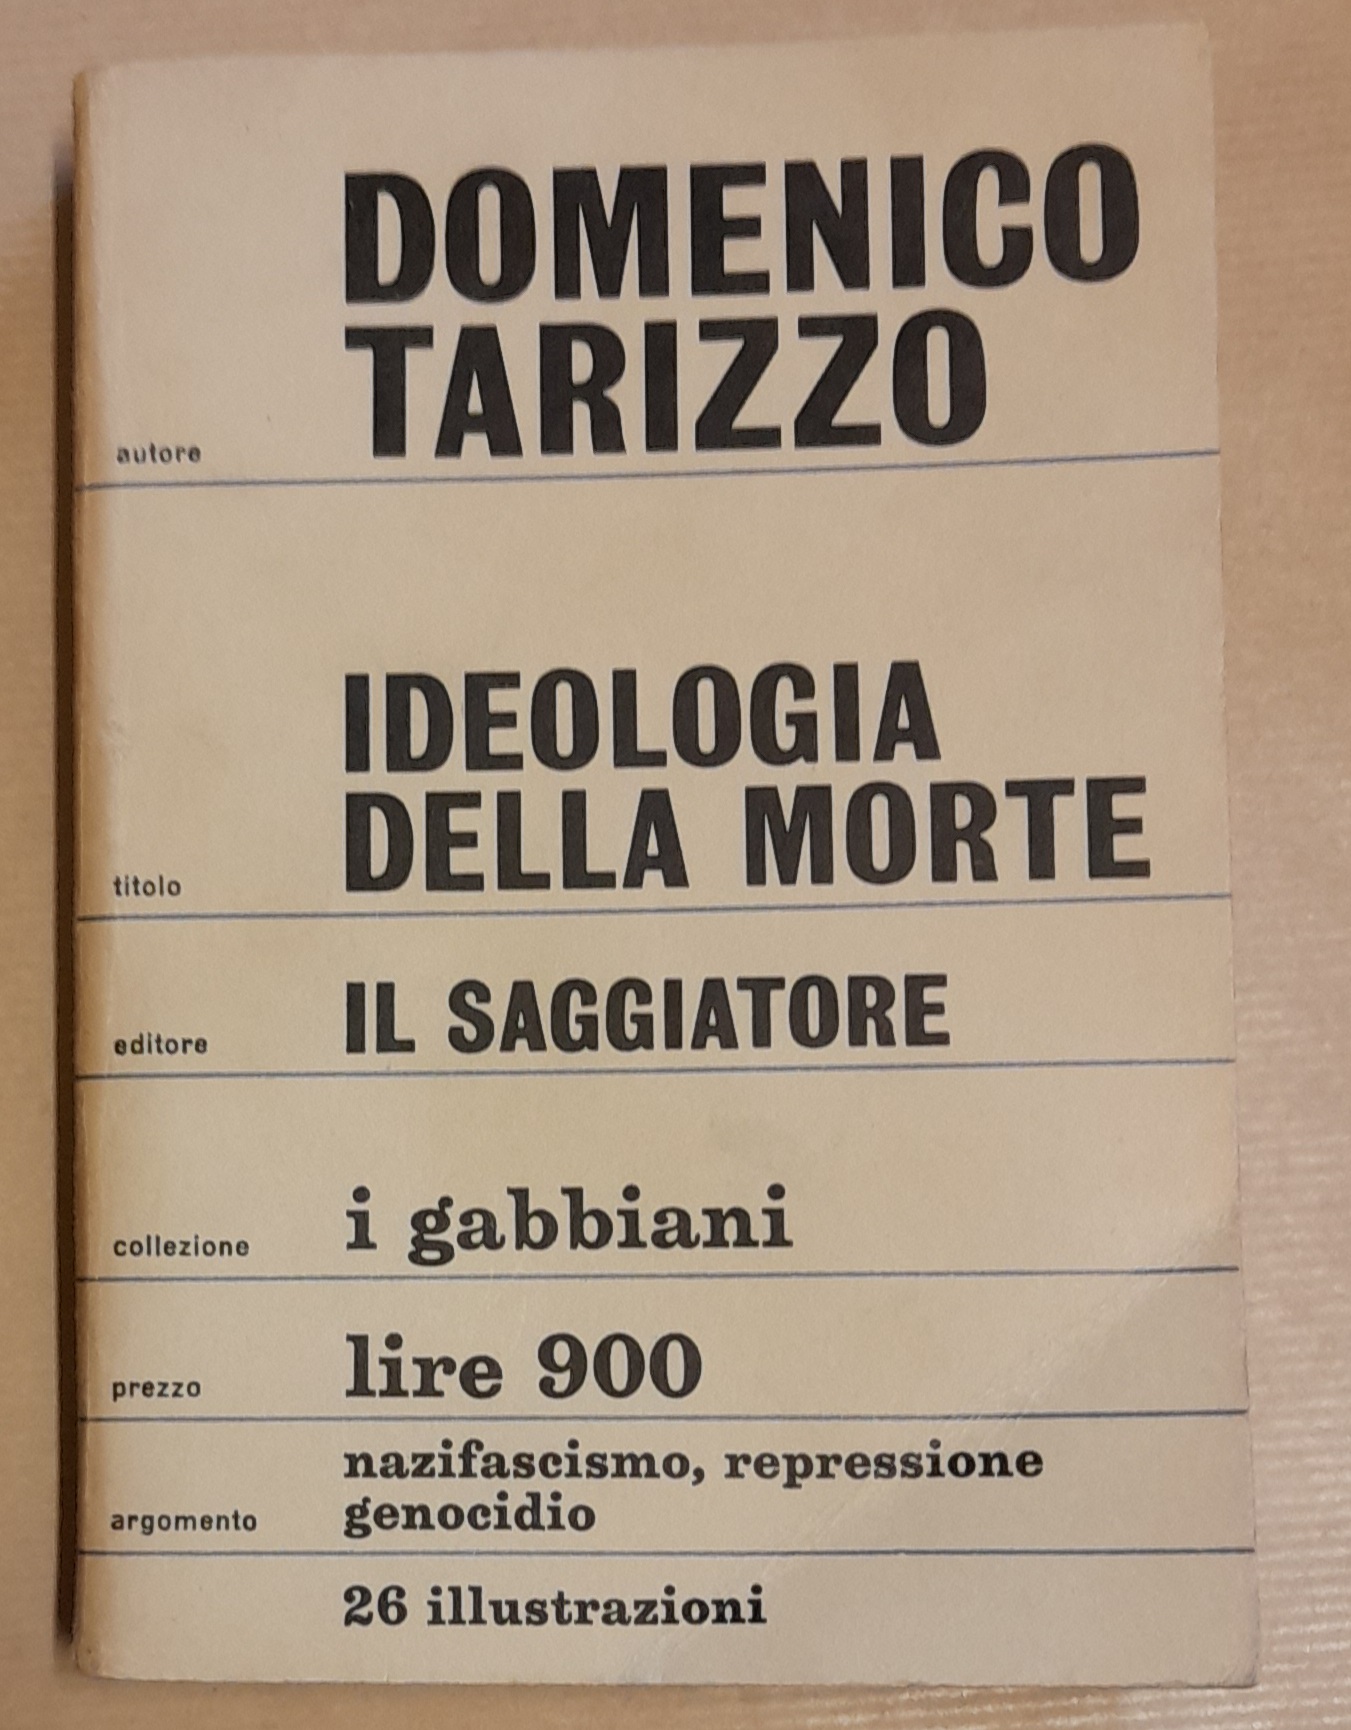 DOMENICO
TARIZZO
autore
IDEOLOGIA
DELLA MORTE
titolo
editore IL SAGGIATORE
collezione i gabbiani
prezzo lire 900
nazifascismo, repressione
argomento genocidio
26 illustrazioni